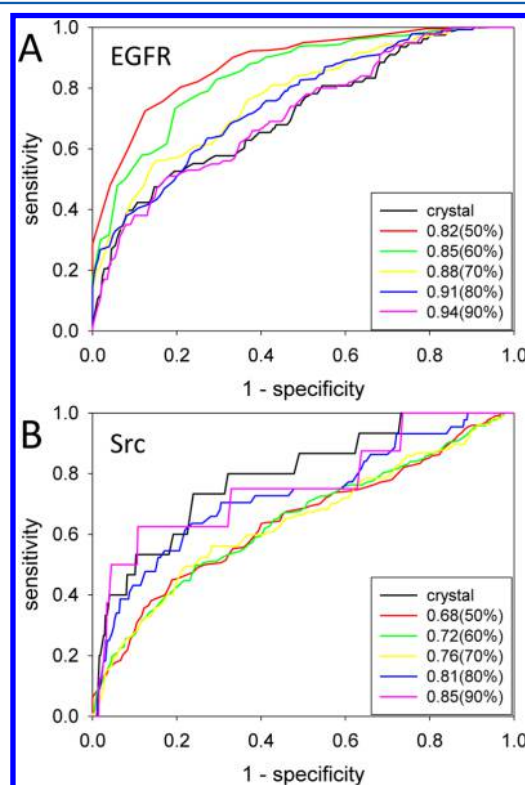 A
EGFR
1.0
0.8
0.6
0.4
0.2
0.0
sensitivity
crystal
0.82(50%)
0.85(60%)
0.88(70%)
0.91(80%)
0.94(90%)
0.0 0.2 0.4 0.6 0.8 1.0
1 - specificity
B
Src
1.0
0.8
0.6
0.4
0.2
0.0
sensitivity
crystal
0.68(50%)
0.72(60%)
0.76(70%)
0.81(80%)
0.85(90%)
0.0 0.2 0.4 0.6 0.8 1.0
1 - specificity